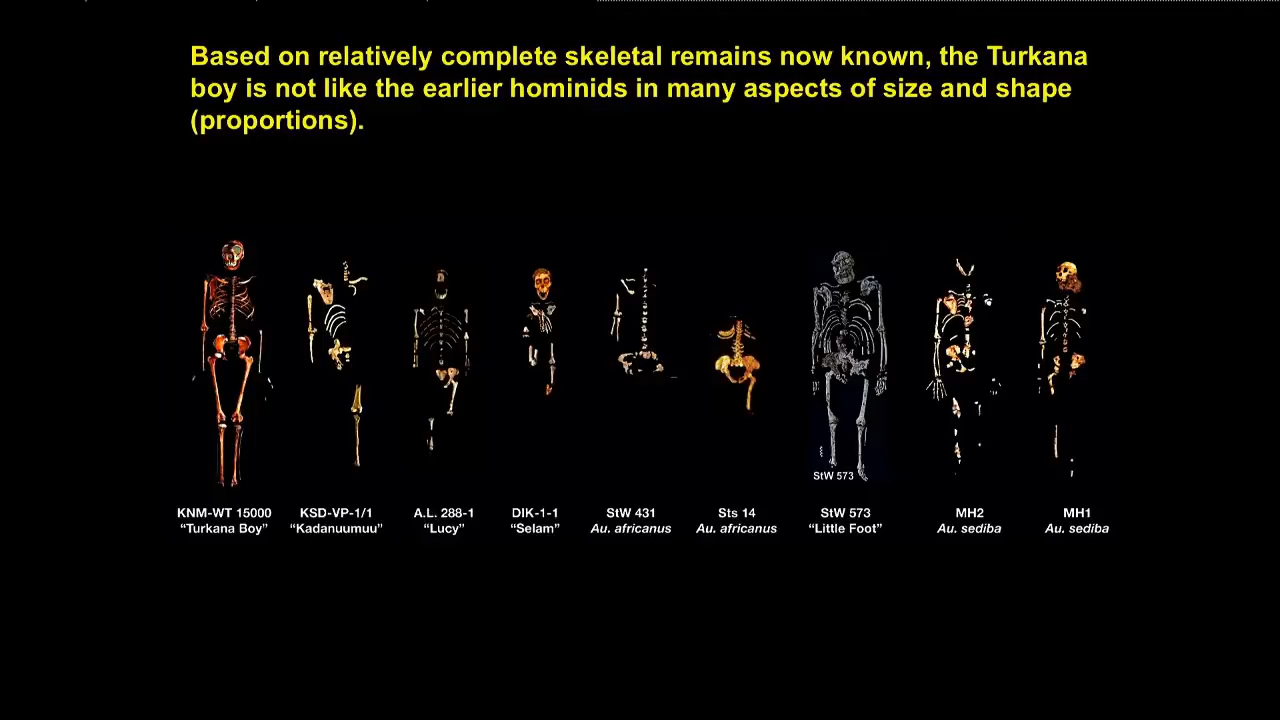 Based on relatively complete skeletal remains now known, the Turkana
boy is not like the earlier hominids in many aspects of size and shape
(proportions).
StW 573
KNM-WT 15000
“Turkana Boy”
KSD-VP-1/1
“Kadanuumuu”
A.L. 288-1
“Lucy”
DIK-1-1
“Selam”
StW 431
Au. africanus
Sts 14
Au. africanus
StW 573
“Little Foot”
MH2
Au. sediba
MH1
Au. sediba